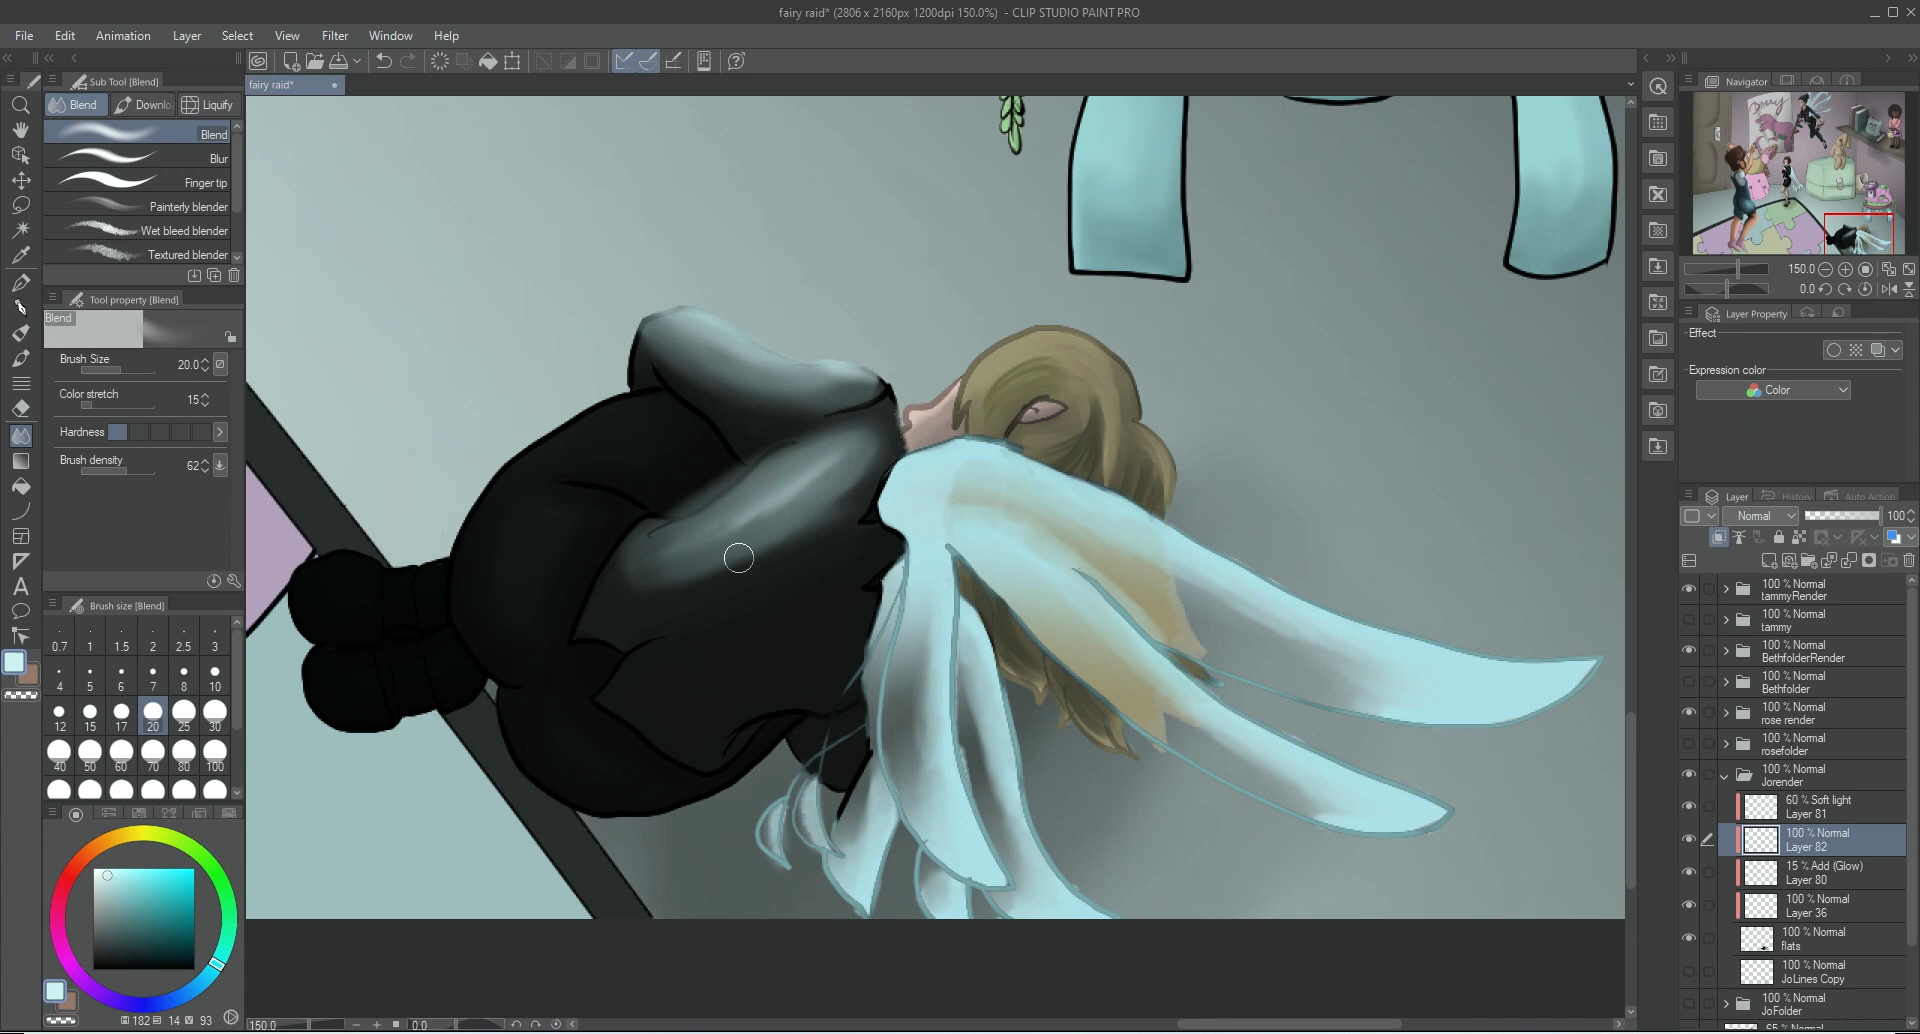 fairy raid* (2806 x 2160px 1200dpi 150.0%) - CLIP STUDIO PAINT PRO
File Edit Animation Layer Select View Filter Window Help
Sub Tool [Blend]
Blend Downlo Liquify
Blend
Blur
Finger tip
Painterly blender
Wet bleed blender
Textured blender
Tool property [Blend]
Blend
Brush Size 20.0
Color stretch 15
Hardness
Brush density 62
Brush size [Blend]
0.7 1 1.5 2 2.5 3
4 5 6 7 8 10
12 15 17 20 25 30
40 50 60 70 80 100
182 14 93
fairy raid*
150.0 0.0
Navigator
150.0
0.0
Layer Property
Effect
Expression color
Color
Layer History Auto Action
Normal 100
100 % Normal
tammyRender
100 % Normal
tammy
100 % Normal
BethfolderRender
100 % Normal
Bethfolder
100 % Normal
rose render
100 % Normal
rosefolder
100 % Normal
Jorender
60 % Soft light
Layer 81
100 % Normal
Layer 82
15 % Add (Glow)
Layer 80
100 % Normal
Layer 36
100 % Normal
flats
100 % Normal
JoLines Copy
100 % Normal
JoFolder